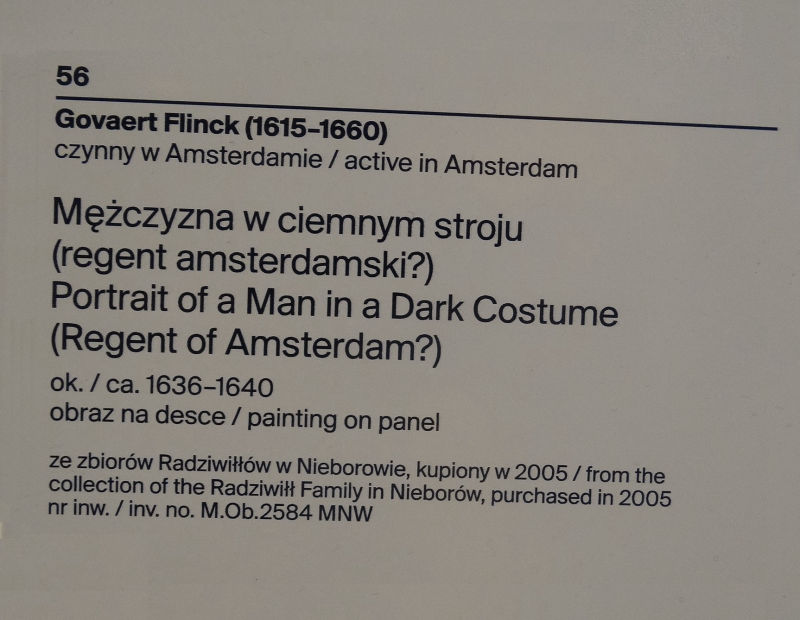 56
Govaert Flinck (1615–1660)
czynny w Amsterdamie / active in Amsterdam
Mężczyzna w ciemnym stroju
(regent amsterdamski?)
Portrait of a Man in a Dark Costume
(Regent of Amsterdam?)
ok. / ca. 1636–1640
obraz na desce / painting on panel
ze zbiorów Radziwiłłów w Nieborowie, kupiony w 2005 / from the
collection of the Radziwiłł Family in Nieborów, purchased in 2005
nr inw. / inv. no. M.Ob.2584 MNW